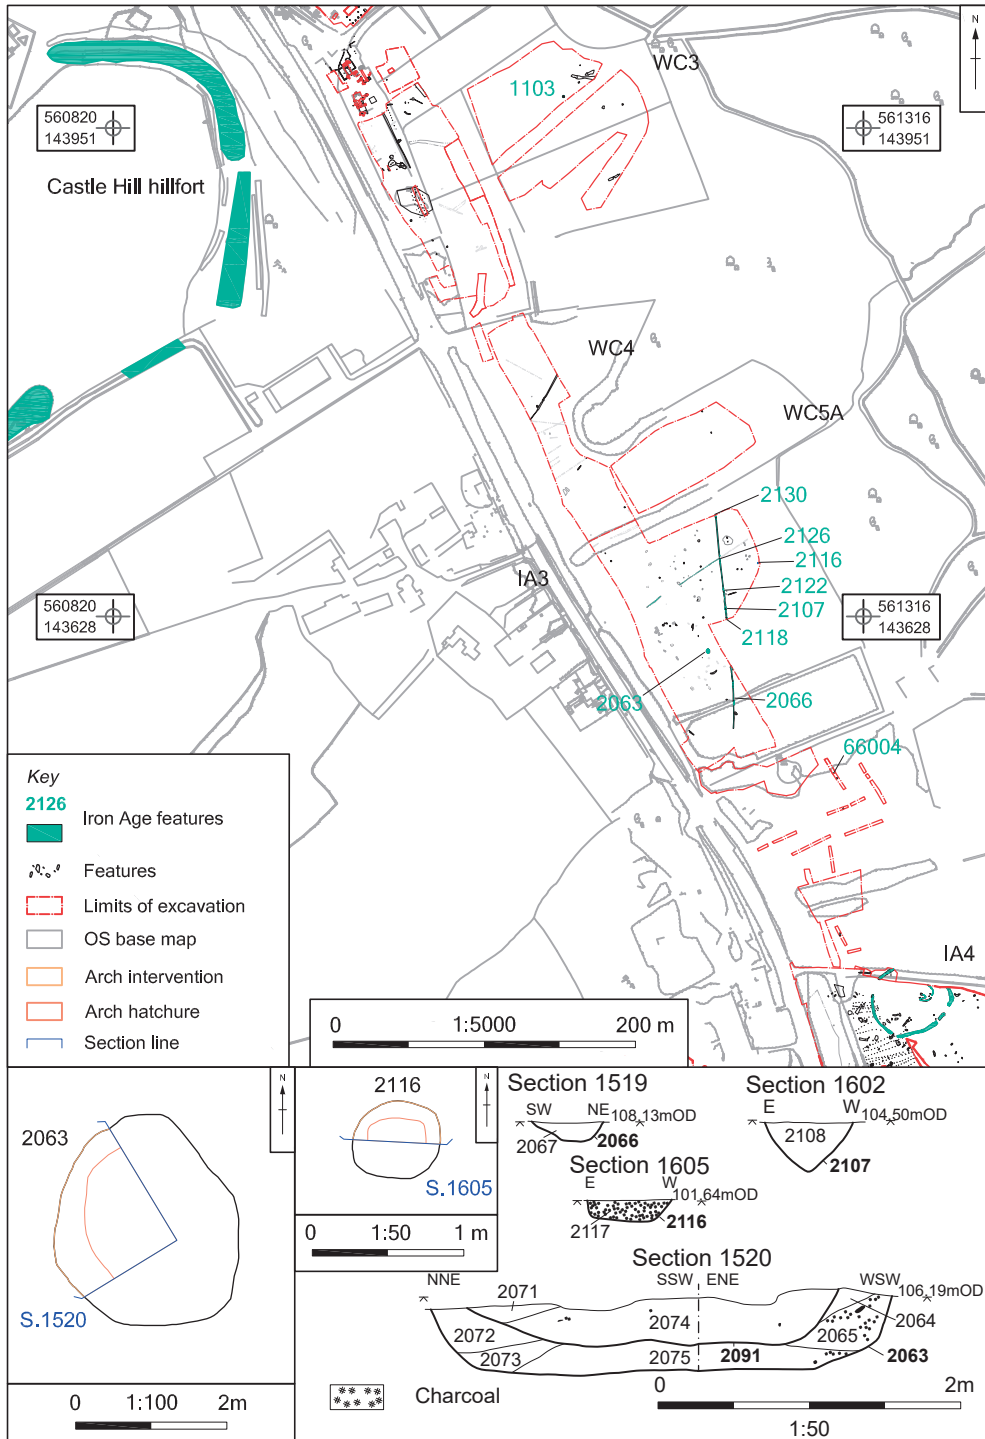 N
WC3
1103
560820
143951
561316
143951
Castle Hill hillfort
WC4
WC5A
2130
2126
2116
IA3
2122
560820
143628
2107
561316
143628
2118
2063
2066
66004
Key
2126
Iron Age features
Features
Limits of excavation
OS base map
Arch intervention
Arch hatchure
Section line
IA4
0 1:5000 200 m
2063
N
S.1520
0 1:100 2m
2116
N
S.1605
0 1:50 1 m
Section 1519
SW NE 108.13mOD
2067 2066
Section 1602
E W 104.50mOD
2108
2107
Section 1605
E W 101.64mOD
2117 2116
Section 1520
NNE SSW ENE WSW 106.19mOD
2071
2074 2064
2072 2065
2073 2075 2091 2063
Charcoal
0 2m
1:50